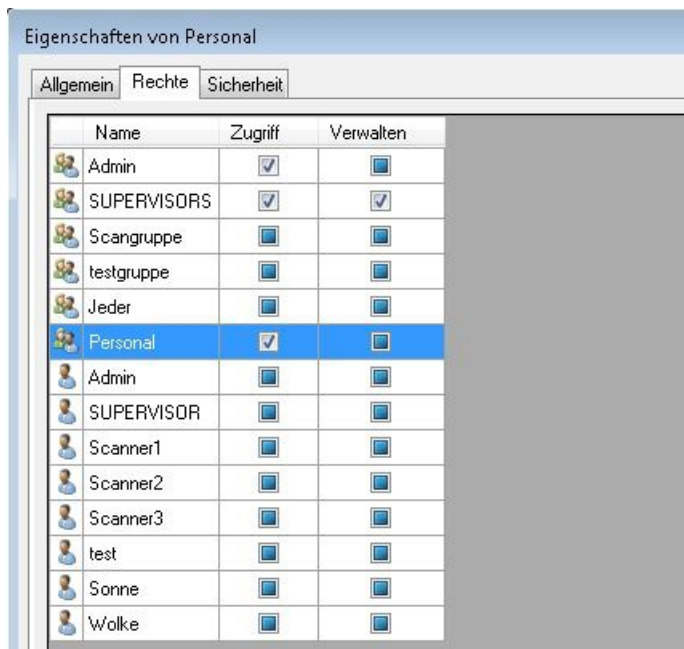 Eigenschaften von Personal
Allgemein Rechte Sicherheit
Name Zugriff Verwalten
Admin
SUPERVISORS
Scangruppe
testgruppe
Jeder
Personal
Admin
SUPERVISOR
Scanner1
Scanner2
Scanner3
test
Sonne
Wolke